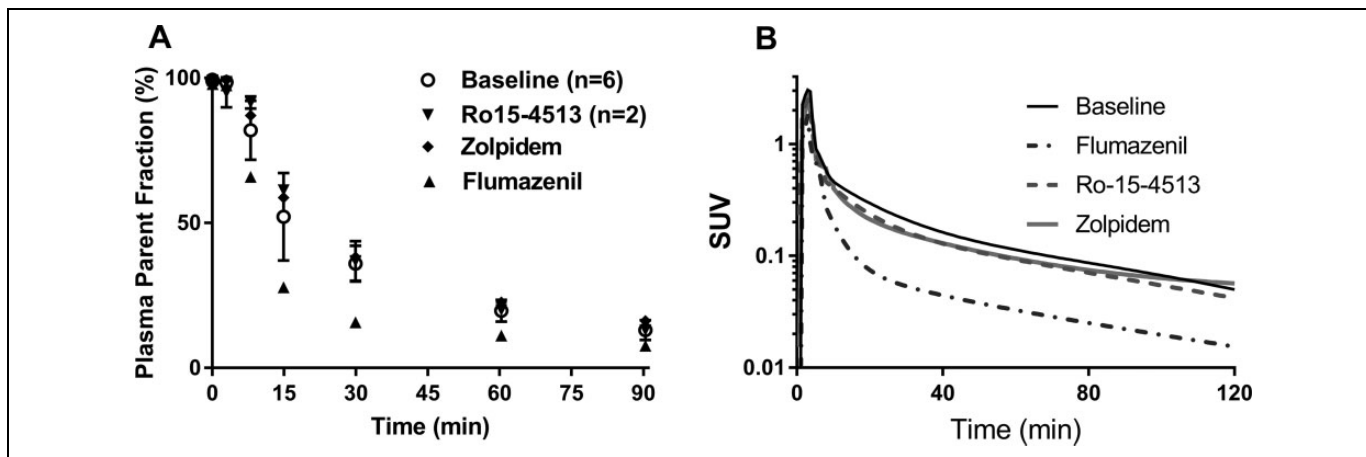 A
Plasma Parent Fraction (%)
100
50
0
0 15 30 45 60 75 90
Time (min)
Baseline (n=6)
Ro15-4513 (n=2)
Zolpidem
Flumazenil
B
SUV
1
0.1
0.01
0 40 80 120
Time (min)
Baseline
Flumazenil
Ro-15-4513
Zolpidem